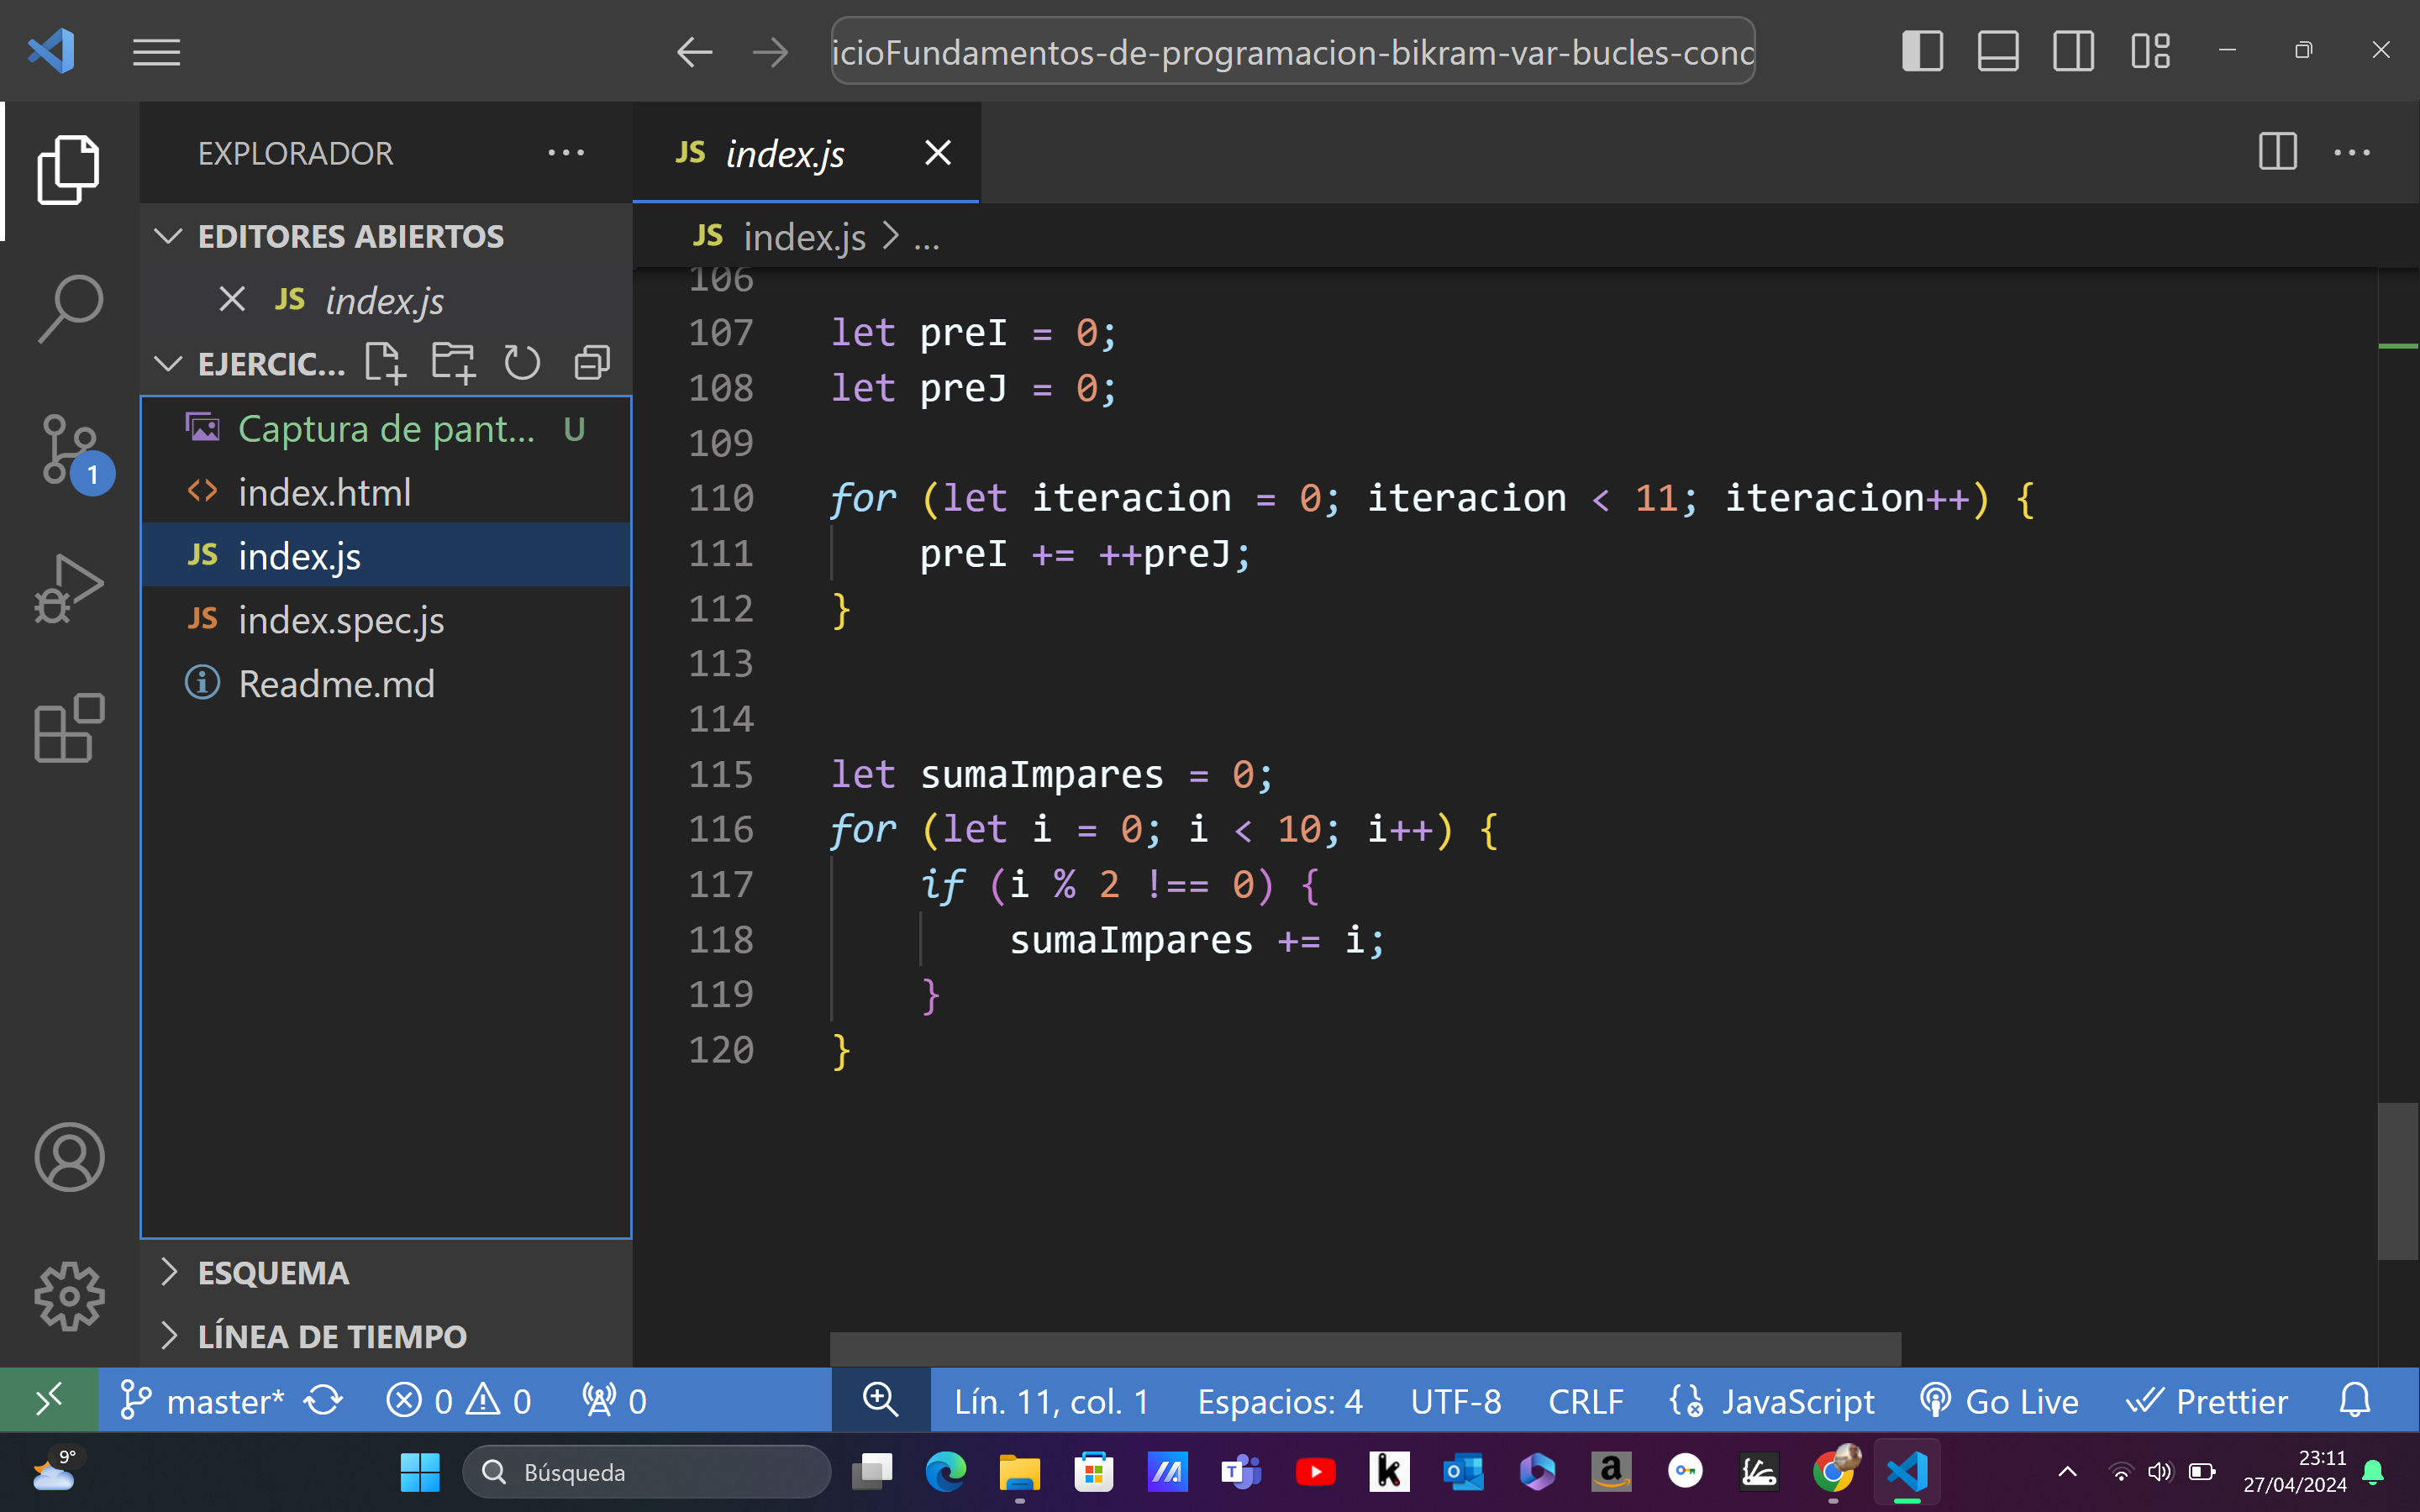 icioFundamentos-de-programacion-bikram-var-bucles-cond
EXPLORADOR
JS index.js
EDITORES ABIERTOS
JS index.js
JS index.js > ...
EJERCIC...
Captura de pant... U
index.html
JS index.js
JS index.spec.js
Readme.md
1
106
107 let preI = 0;
108 let preJ = 0;
109
110 for (let iteracion = 0; iteracion < 11; iteracion++) {
111 preI += ++preJ;
112 }
113
114
115 let sumaImpares = 0;
116 for (let i = 0; i < 10; i++) {
117 if (i % 2 !== 0) {
118 sumaImpares += i;
119 }
120 }
ESQUEMA
LÍNEA DE TIEMPO
master* 0 0 0 Lín. 11, col. 1 Espacios: 4 UTF-8 CRLF JavaScript Go Live Prettier
9° Búsqueda 23:11
27/04/2024